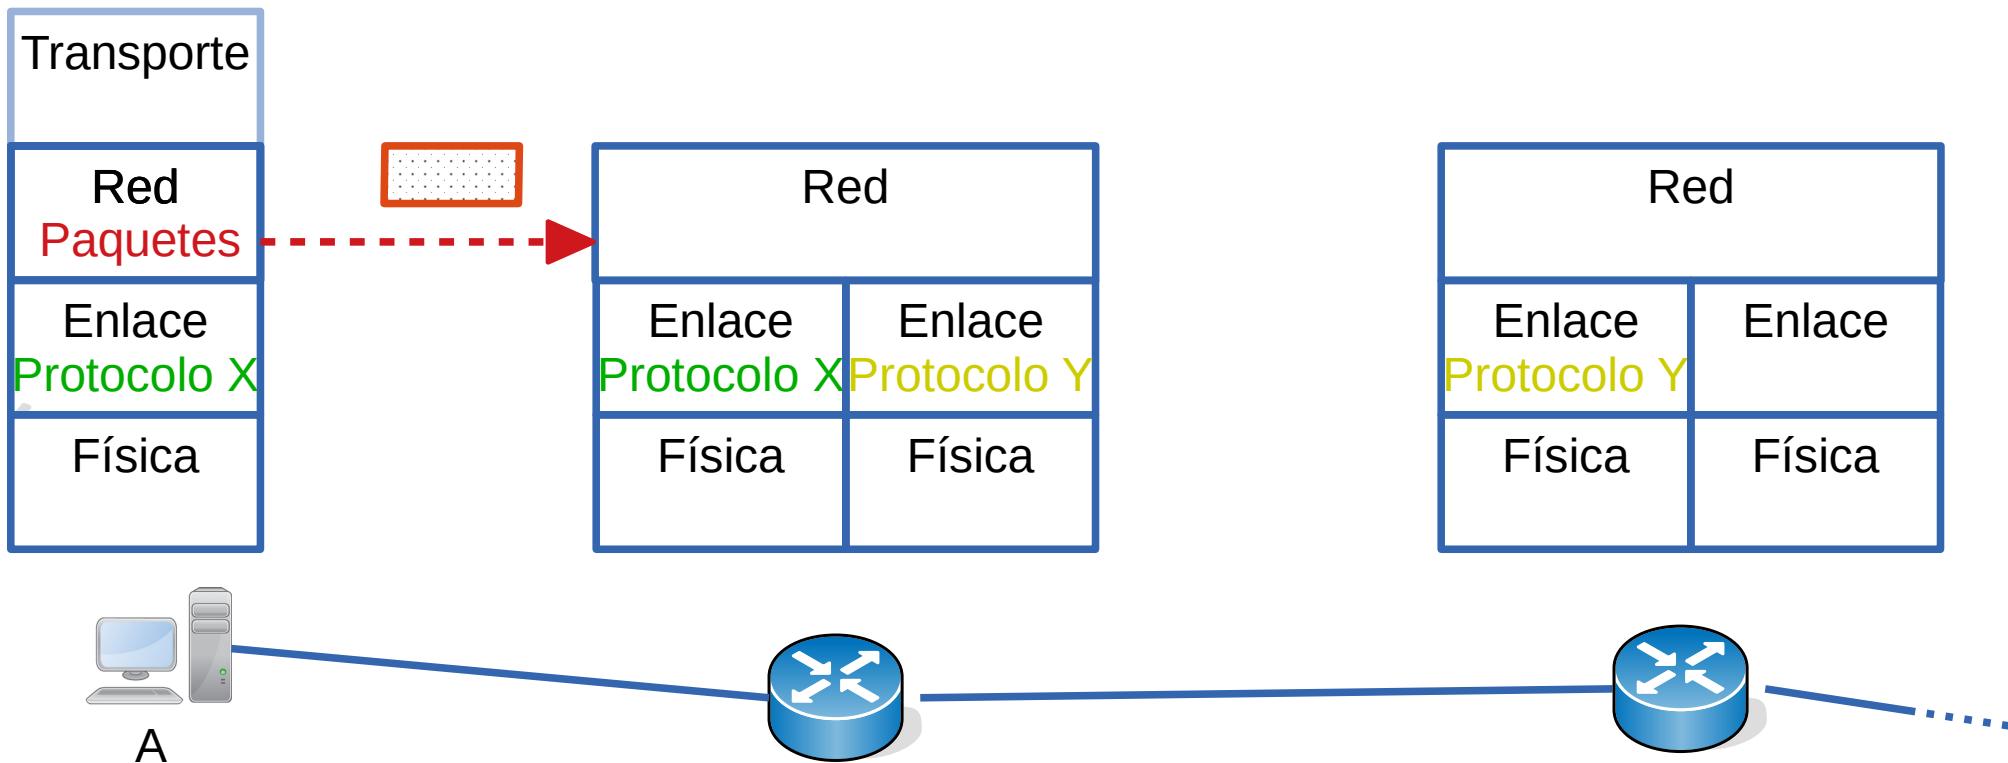 Transporte
Red
Paquetes
Enlace
Protocolo X
Física
Red
Enlace
Protocolo X
Enlace
Protocolo Y
Física
Física
Red
Enlace
Protocolo Y
Enlace
Física
Física
A